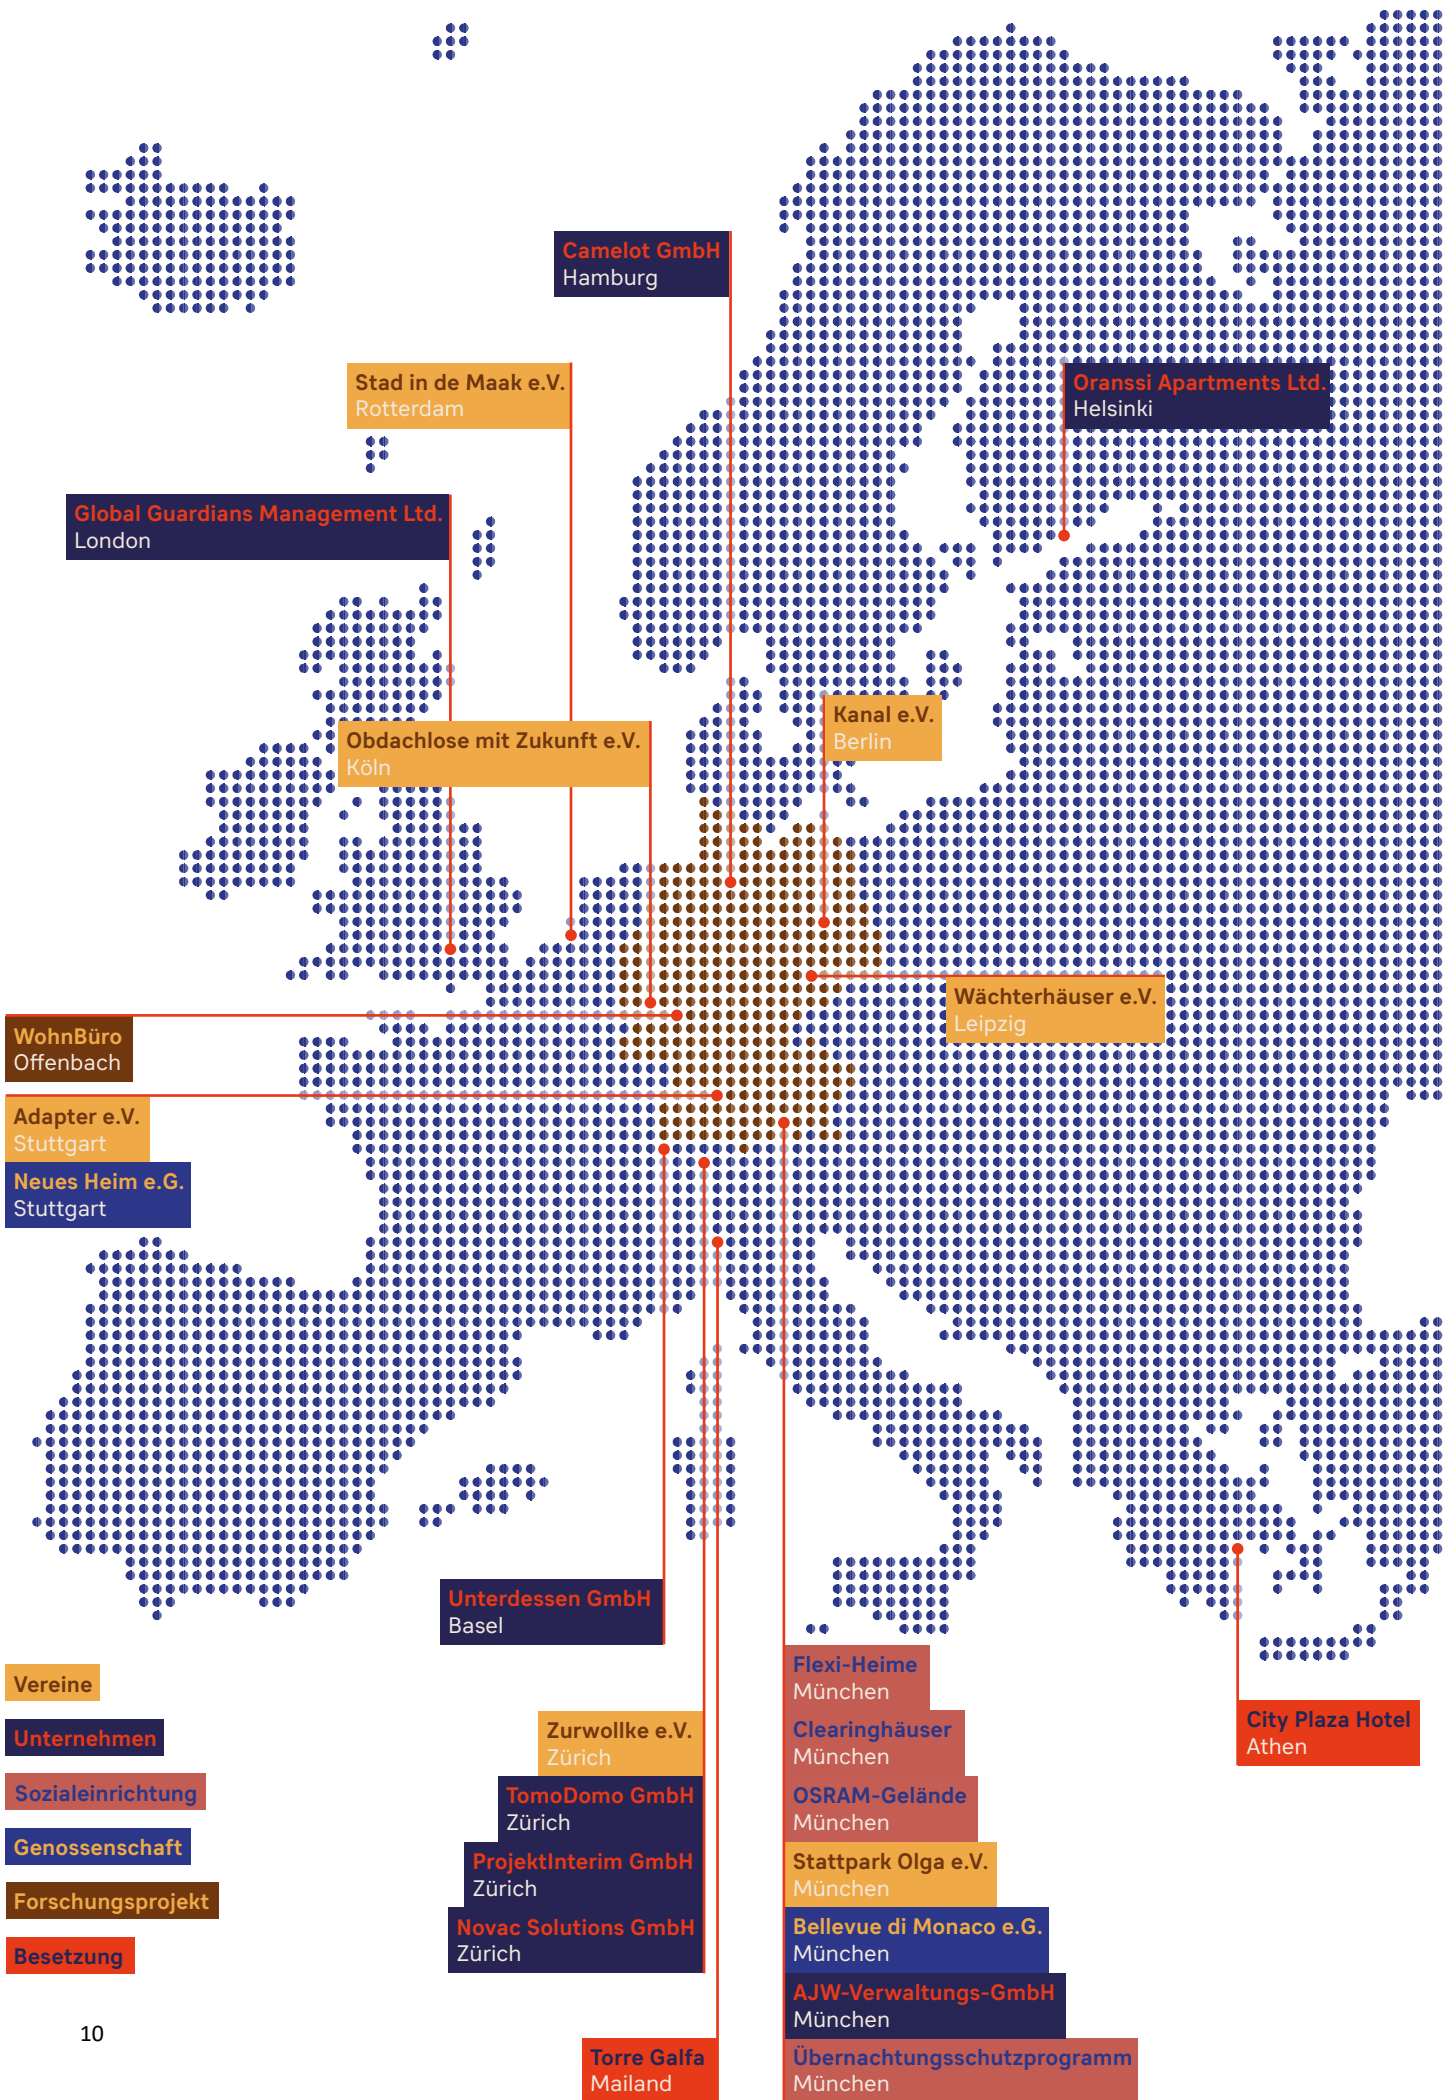 Camelot GmbH
Hamburg
Stad in de Maak e.V.
Rotterdam
Oranssi Apartments Ltd.
Helsinki
Global Guardians Management Ltd.
London
Kanal e.V.
Berlin
Obdachlose mit Zukunft e.V.
Köln
Wächterhäuser e.V.
Leipzig
WohnBüro
Offenbach
Adapter e.V.
Stuttgart
Neues Heim e.G.
Stuttgart
Unterdessen GmbH
Basel
Vereine
Unternehmen
Sozialeinrichtung
Genossenschaft
Forschungsprojekt
Besetzung
Zurwollke e.V.
Zürich
TomoDomo GmbH
Zürich
ProjektInterim GmbH
Zürich
Novac Solutions GmbH
Zürich
Torre Galfa
Mailand
Flexi-Heime
München
Clearinghäuser
München
OSRAM-Gelände
München
Stattpark Olga e.V.
München
Bellevue di Monaco e.G.
München
AJW-Verwaltungs-GmbH
München
Übernachtungsschutzprogramm
München
City Plaza Hotel
Athen
10